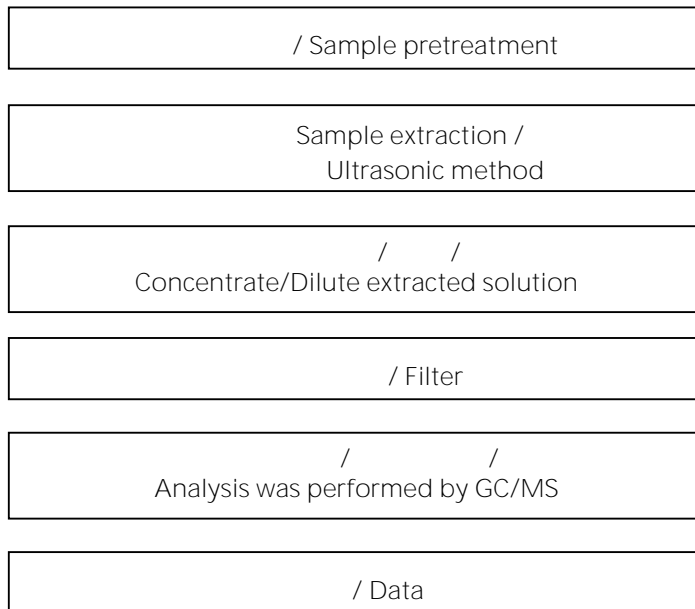 / Sample pretreatment
Sample extraction /
Ultrasonic method
/ /
Concentrate/Dilute extracted solution
/ Filter
/ /
Analysis was performed by GC/MS
/ Data